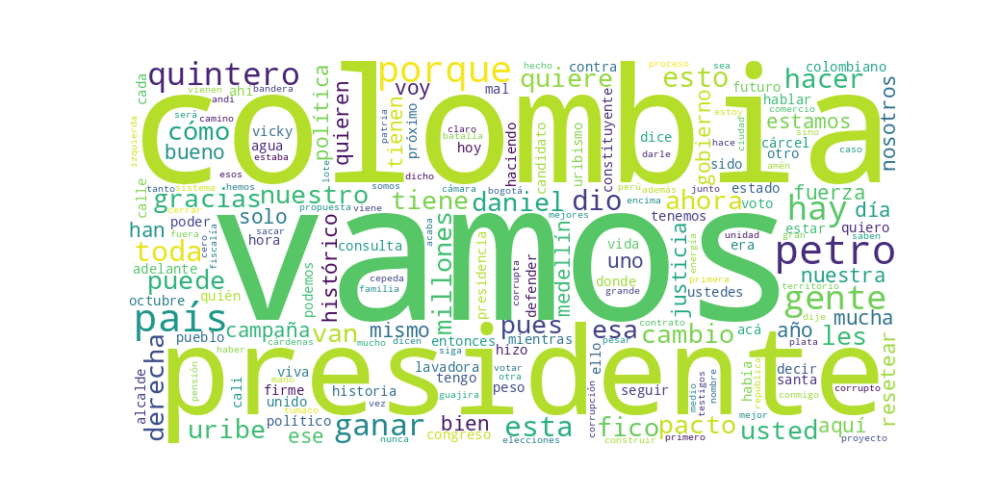 colombia
vamos
presidente
quintero
porque
petro
país
gente
hay
toda
derecha
ganar
esta
usted
pacto
fico
uribe
cambio
esa
pues
les
mucha
nuestra
fuerza
día
hacer
esto
quiere
voy
mal
hecho
contra
colombiano
futuro
hablar
estamos
cárcel
otro
nosotros
gobierno
dice
proceso
sea
estoy
comercio
sino
caso
hace
ciudad
darle
amén
sido
constituyente
uribismo
candidato
haciendo
hoy
claro
batalla
tienen
proximo
patria
quieren
política
ahí
vienen
andi
bandera
cada
será
camino
cómo
bueno
vicky
agua
estaba
izquierda
esos
calle
tanto
sistema
hemos
lote
somos
dicho
cámara
bogotá
perú
además
junto
estado
voto
gracias
nuestro
tiene
daniel
dio
ahora
cerrar
fuera
propuesta
viene
acaba
mejores
encima
tenemos
unidad
gran
era
estar
saben
quiero
han
poder
cero
sacar
hora
fiscalía
solo
histórico
consulta
millones
presidencia
corrupta
defender
medellín
vida
uno
donde
grande
justicia
energía
primera
ustedes
territorio
adelante
puede
quién
podemos
cepeda
familia
octubre
pueblo
campaña
cárdenas
van
mucho
mismo
dicen
entonces
siga
mientras
hizo
ello
pesar
contrato
dije
acá
año
plata
alcalde
haber
pensión
cali
viva
firme
unido
mano
tumaco
político
ese
historia
vez
lavadora
tengo
guajira
votar
otra
peso
corrupción
seguir
medio
testigos
nombre
había
republica
decir
santa
conmigo
corrupto
resetear
nunca
bien
congreso
elecciones
construir
primero
mejor
aquí
proyecto